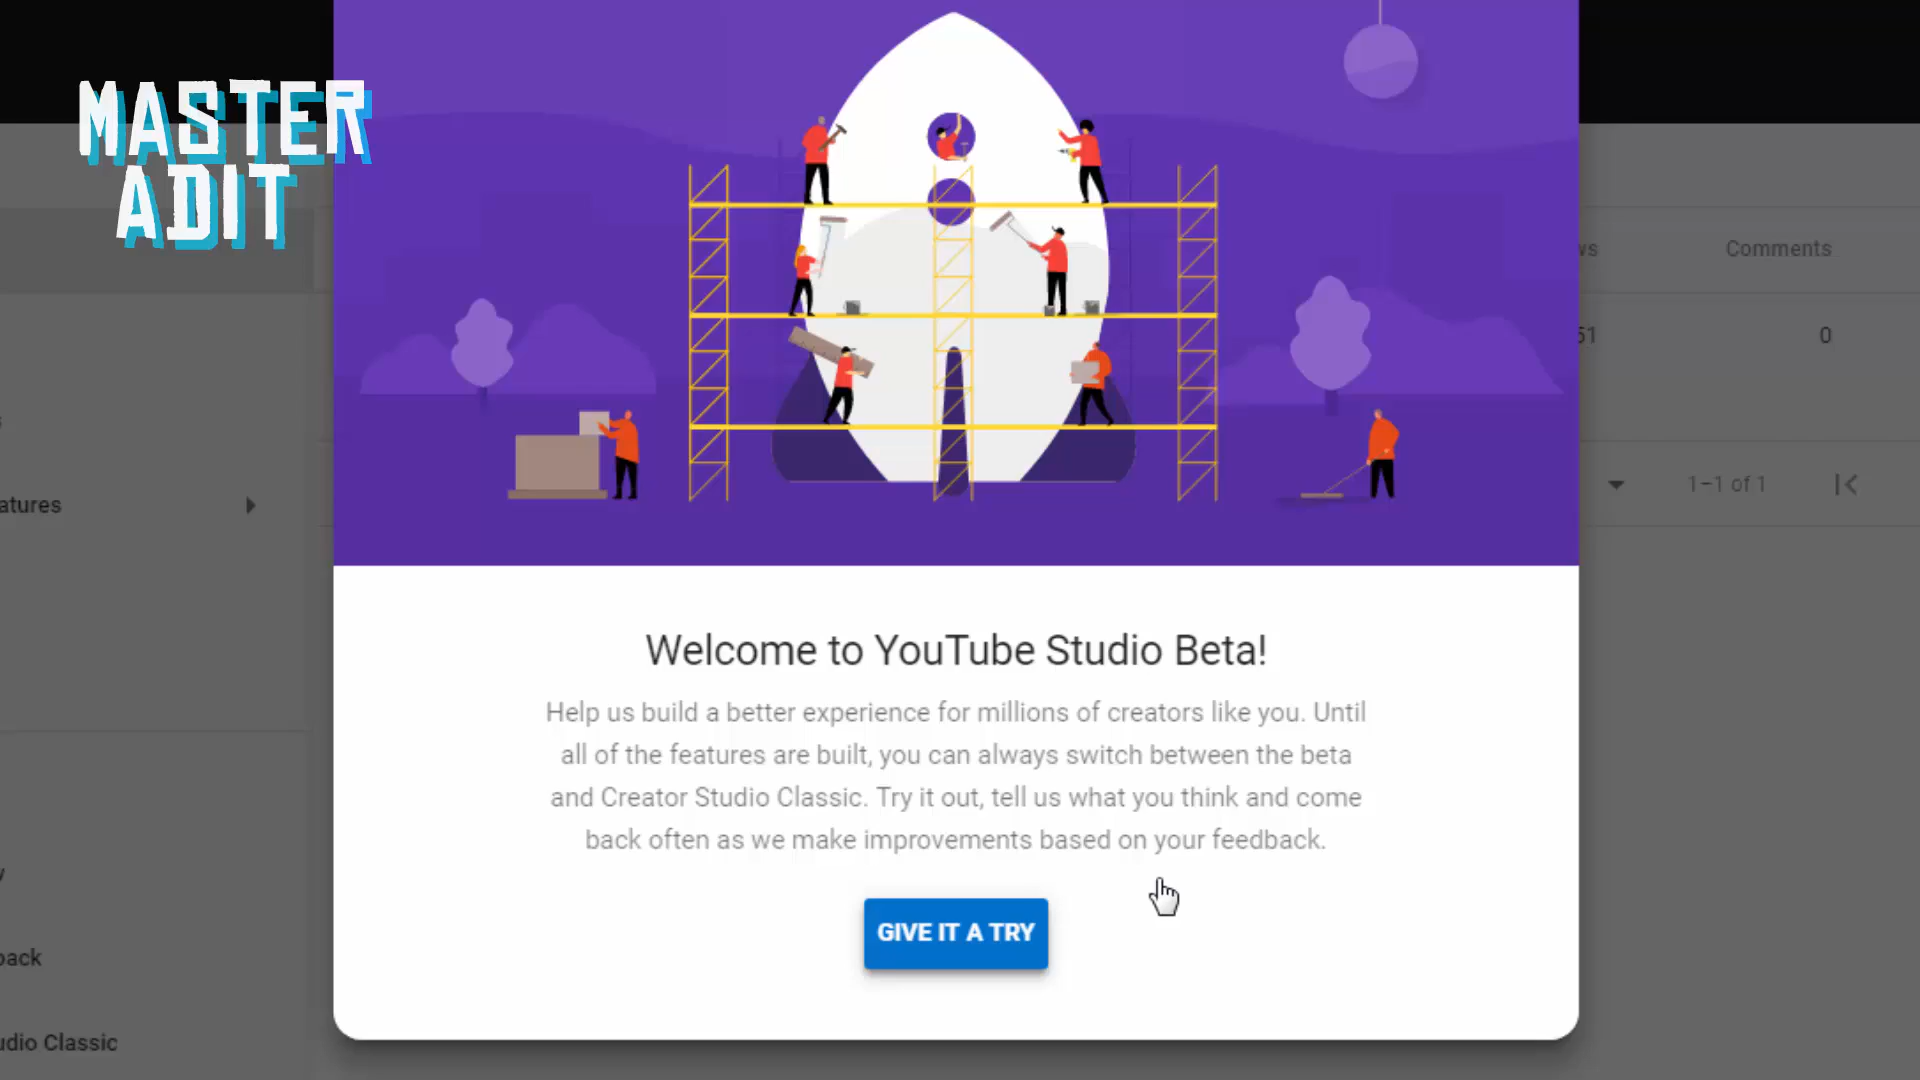 MASTER
ADIT
Comments
51
0
atures
1–1 of 1
Welcome to YouTube Studio Beta!
Help us build a better experience for millions of creators like you. Until
all of the features are built, you can always switch between the beta
and Creator Studio Classic. Try it out, tell us what you think and come
back often as we make improvements based on your feedback.
GIVE IT A TRY
back
udio Classic